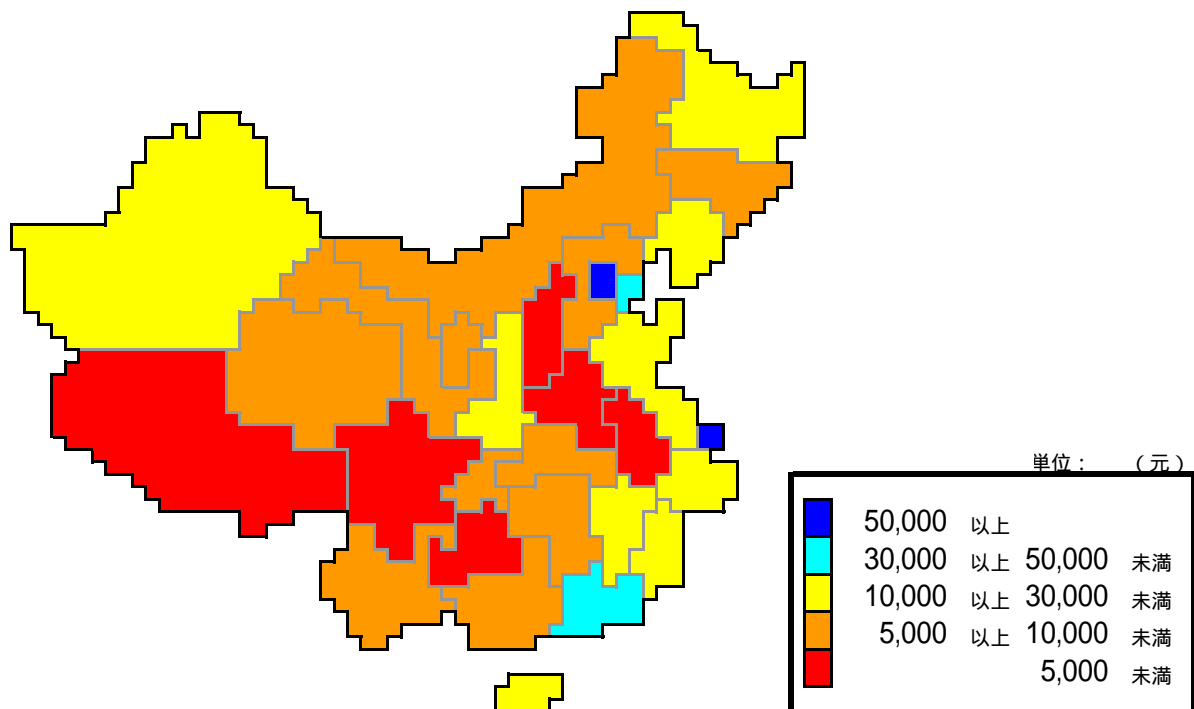 単位： （元）
50,000 以上
30,000 以上 50,000 未満
10,000 以上 30,000 未満
5,000 以上 10,000 未満
5,000 未満